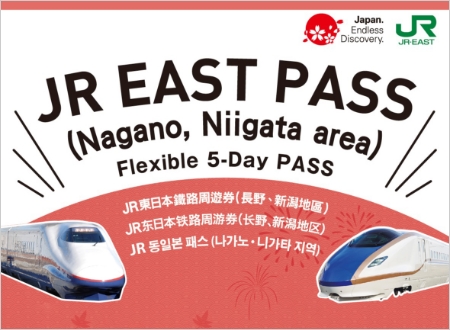 Japan.
Endless
Discovery.
JR
JR-EAST
JR EAST PASS
(Nagano, Niigata area)
Flexible 5-Day PASS
JR東日本鐵路周遊券(長野、新潟地區)
JR东日本铁路周游券(长野、新潟地区)
JR 동일본 패스 (나가노·니가타 지역)